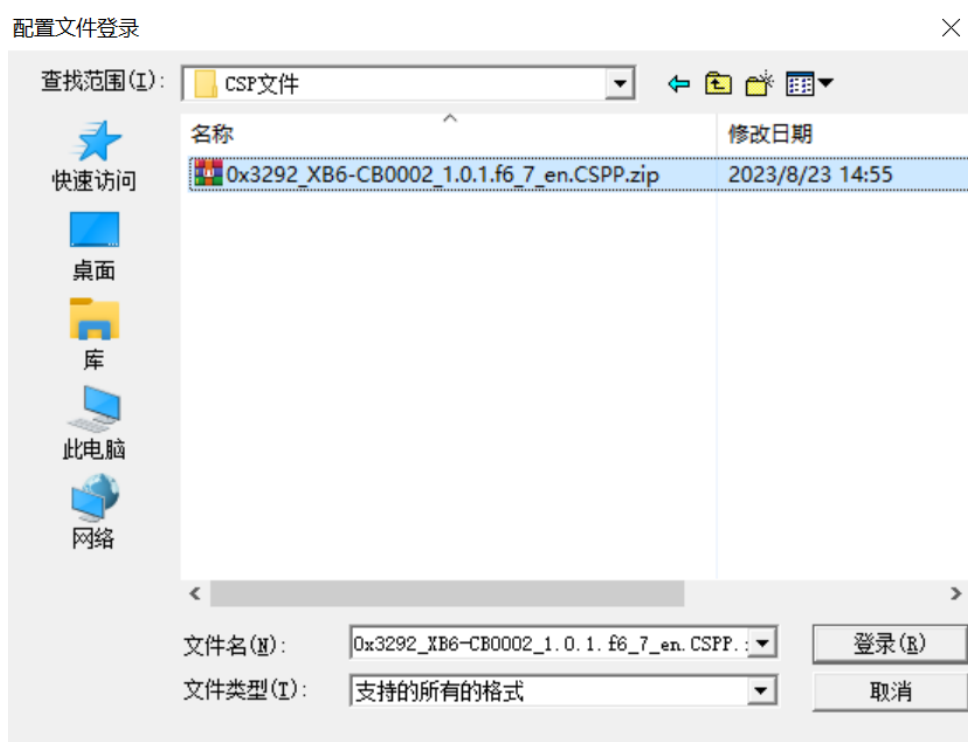 配置文件登录
查找范围(I): CSP文件
名称 修改日期
0x3292_XB6-CB0002_1.0.1.f6_7_en.CSPP.zip 2023/8/23 14:55
快速访问
桌面
库
此电脑
网络
文件名(N): 0x3292_XB6-CB0002_1.0.1.f6_7_en.CSPP. 登录(R)
文件类型(T): 支持的所有的格式 取消